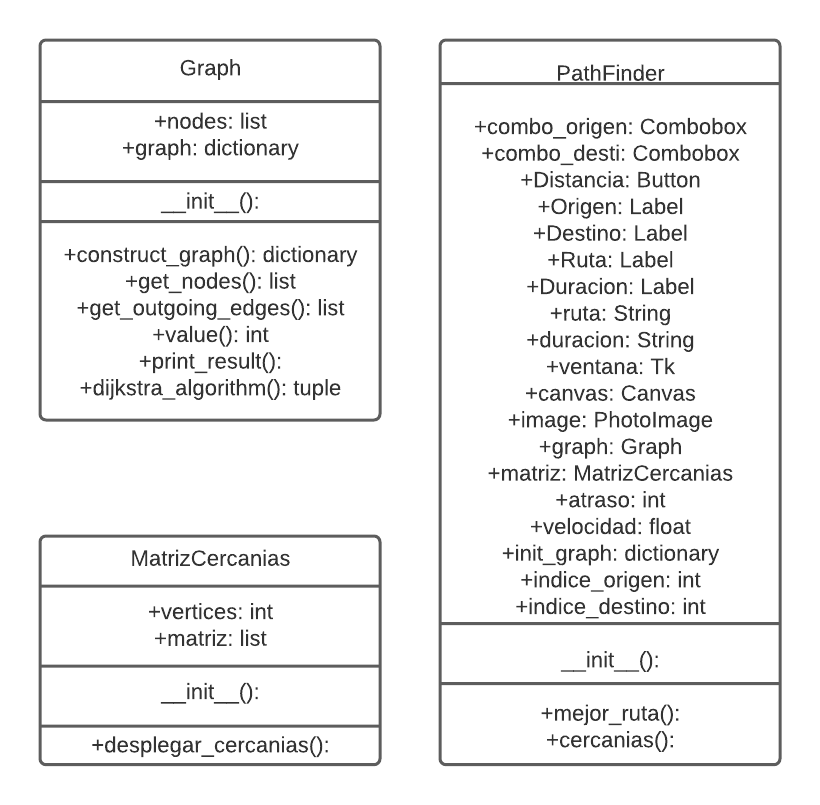 Graph
+nodes: list
+graph: dictionary
__init__():
+construct_graph(): dictionary
+get_nodes(): list
+get_outgoing_edges(): list
+value(): int
+print_result():
+dijkstra_algorithm(): tuple
MatrizCercanias
+vertices: int
+matriz: list
__init__():
+desplegar_cercanias():
PathFinder
+combo_origen: Combobox
+combo_desti: Combobox
+Distancia: Button
+Origen: Label
+Destino: Label
+Ruta: Label
+Duracion: Label
+ruta: String
+duracion: String
+ventana: Tk
+canvas: Canvas
+image: PhotoImage
+graph: Graph
+matriz: MatrizCercanias
+atraso: int
+velocidad: float
+init_graph: dictionary
+indice_origen: int
+indice_destino: int
__init__():
+mejor_ruta():
+cercanias():